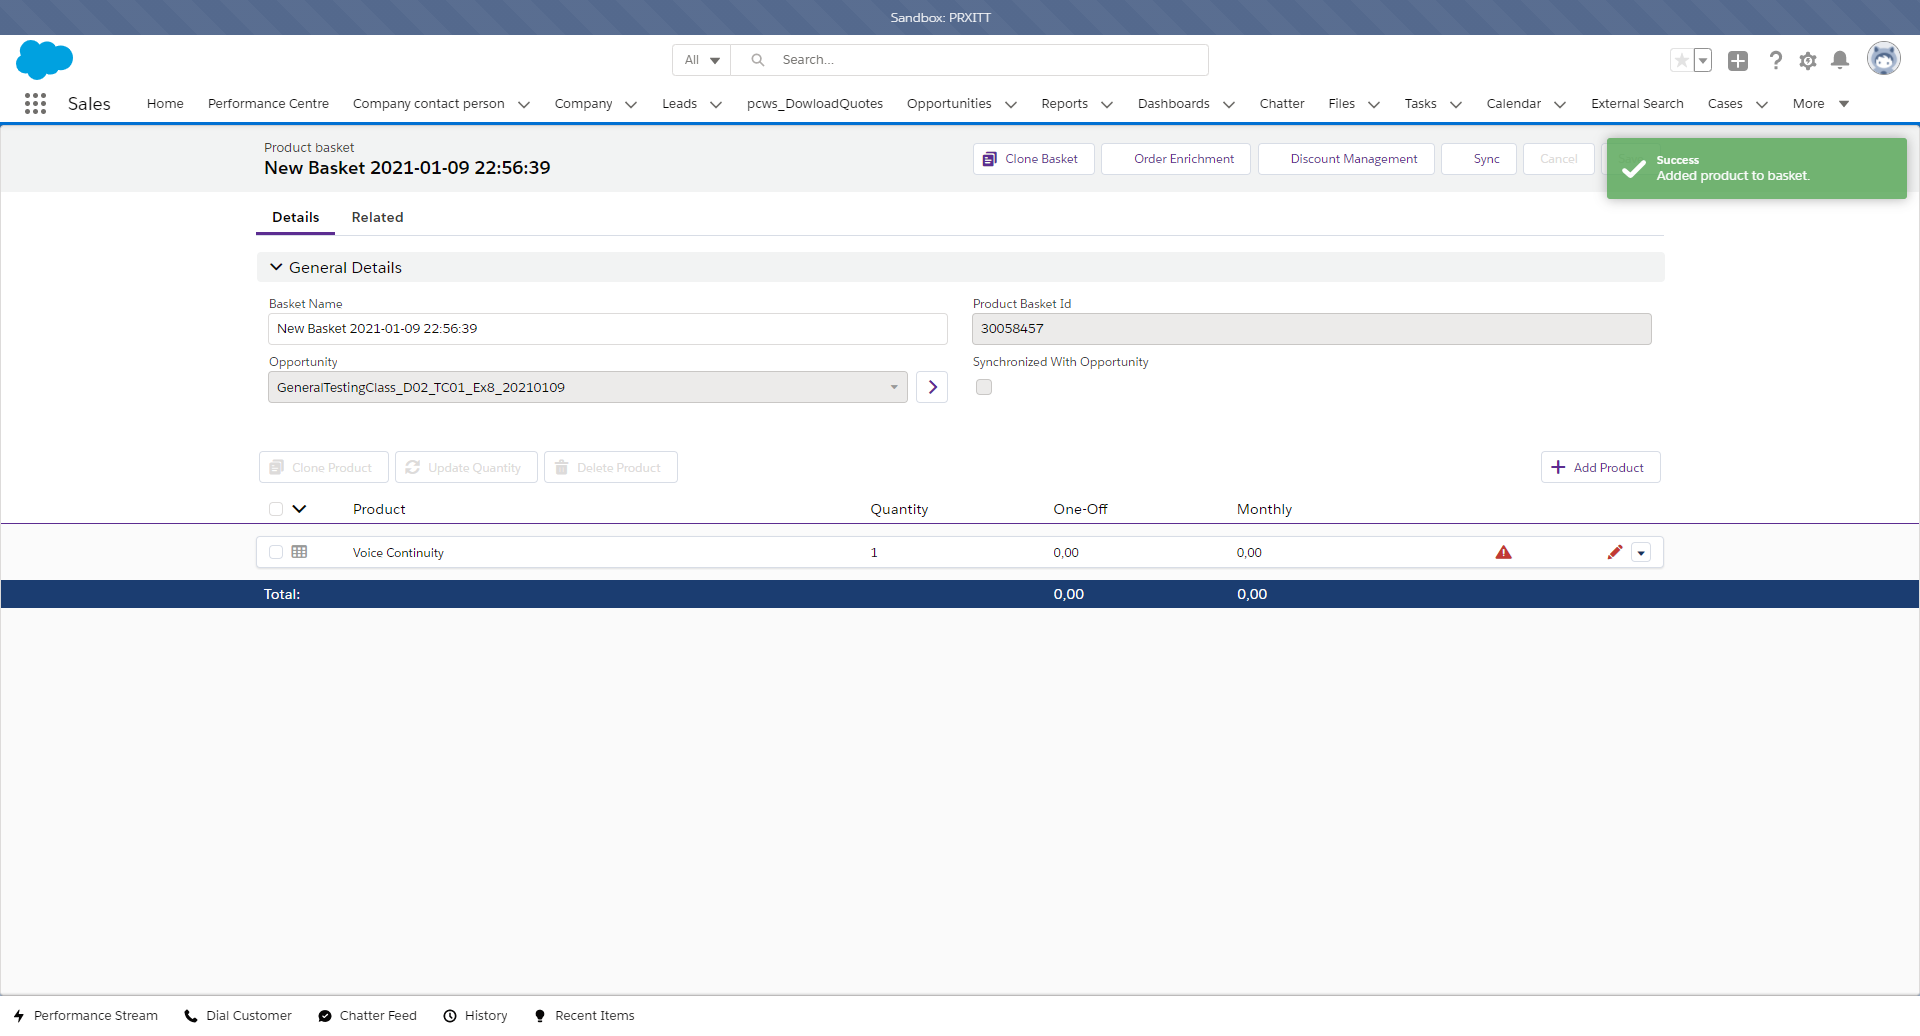 Sandbox: PRXITT
All
Search...
Sales
Home
Performance Centre
Company contact person
Company
Leads
pcws_DowloadQuotes
Opportunities
Reports
Dashboards
Chatter
Files
Tasks
Calendar
External Search
Cases
More
Product basket
New Basket 2021-01-09 22:56:39
Clone Basket
Order Enrichment
Discount Management
Sync
Cancel
Success
Added product to basket.
Details
Related
General Details
Basket Name
New Basket 2021-01-09 22:56:39
Product Basket Id
30058457
Opportunity
GeneralTestingClass_D02_TC01_Ex8_20210109
Synchronized With Opportunity
Clone Product
Update Quantity
Delete Product
Add Product
Product
Quantity
One-Off
Monthly
Voice Continuity
1
0,00
0,00
Total:
0,00
0,00
Performance Stream
Dial Customer
Chatter Feed
History
Recent Items